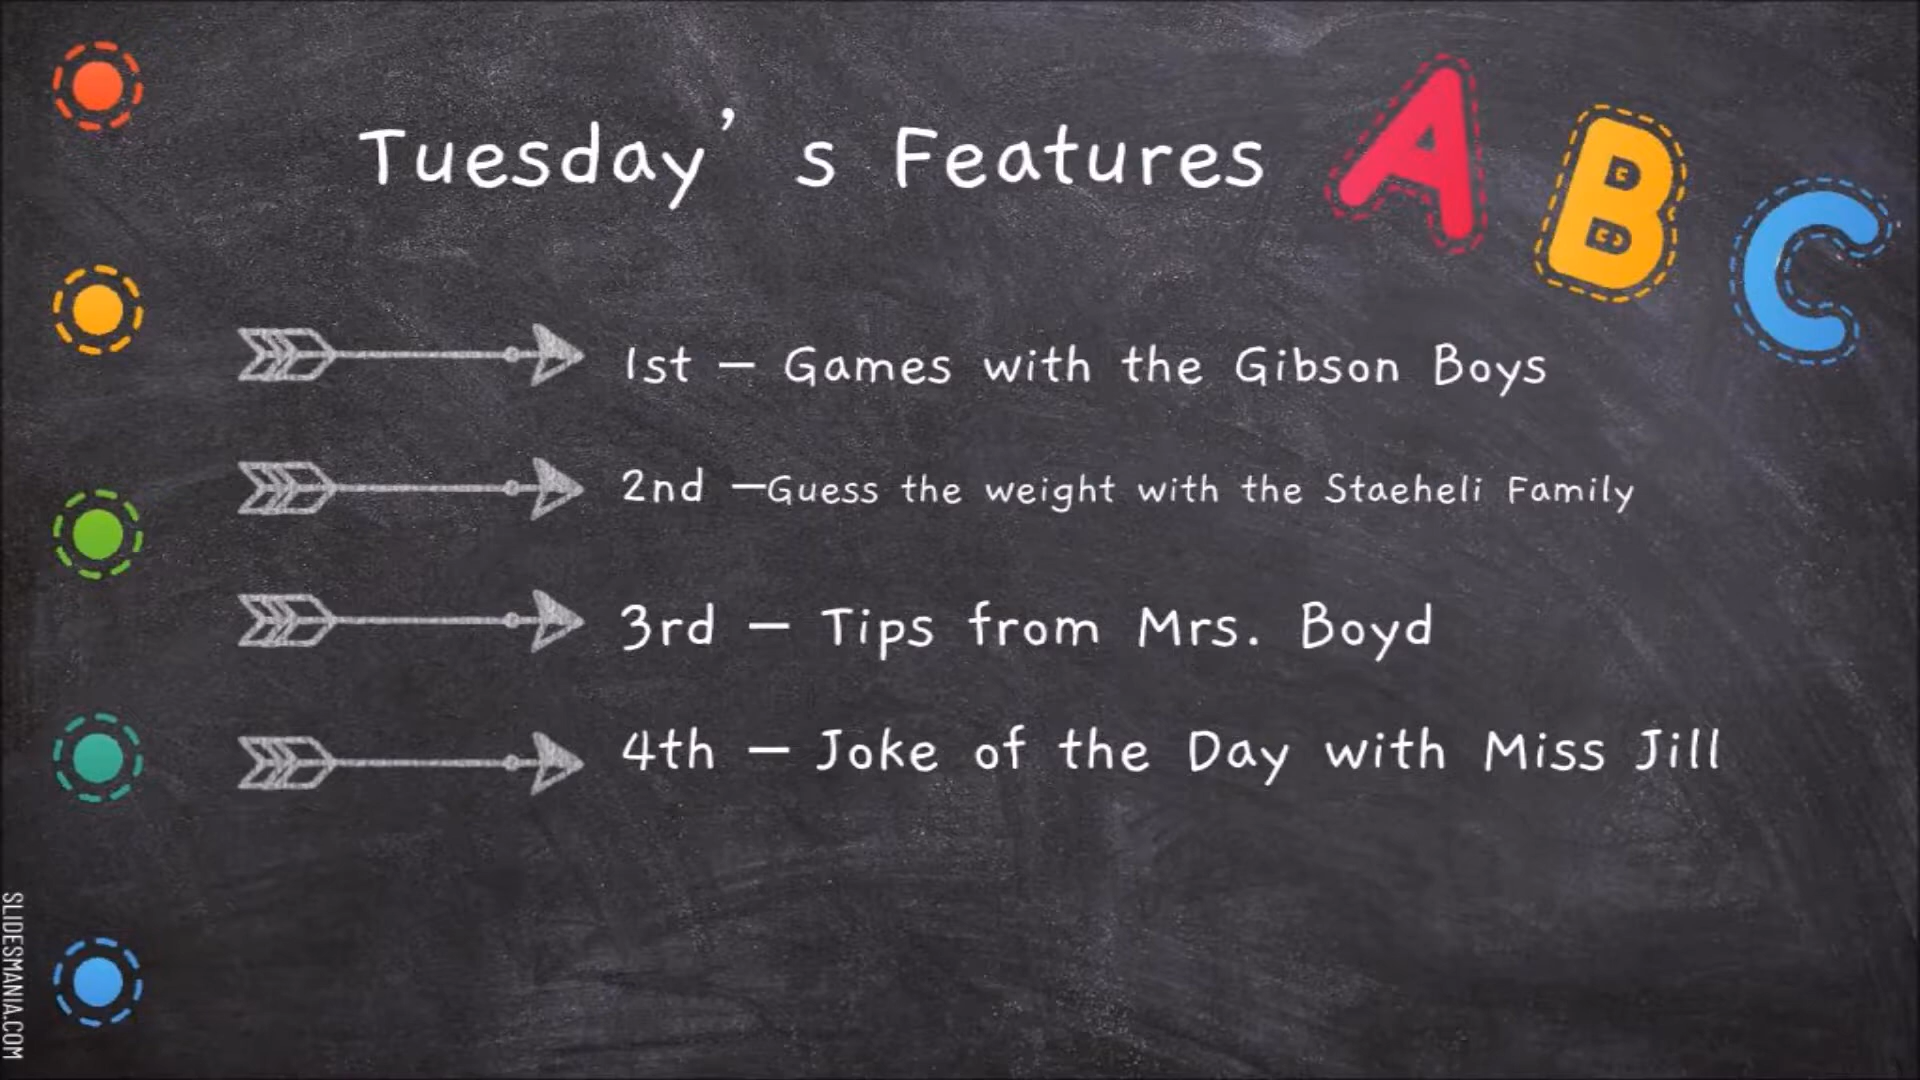 Tuesday's Features
A B C
1st – Games with the Gibson Boys
2nd –Guess the weight with the Staeheli Family
3rd – Tips from Mrs. Boyd
4th – Joke of the Day with Miss Jill
SLIDESMANIA.COM